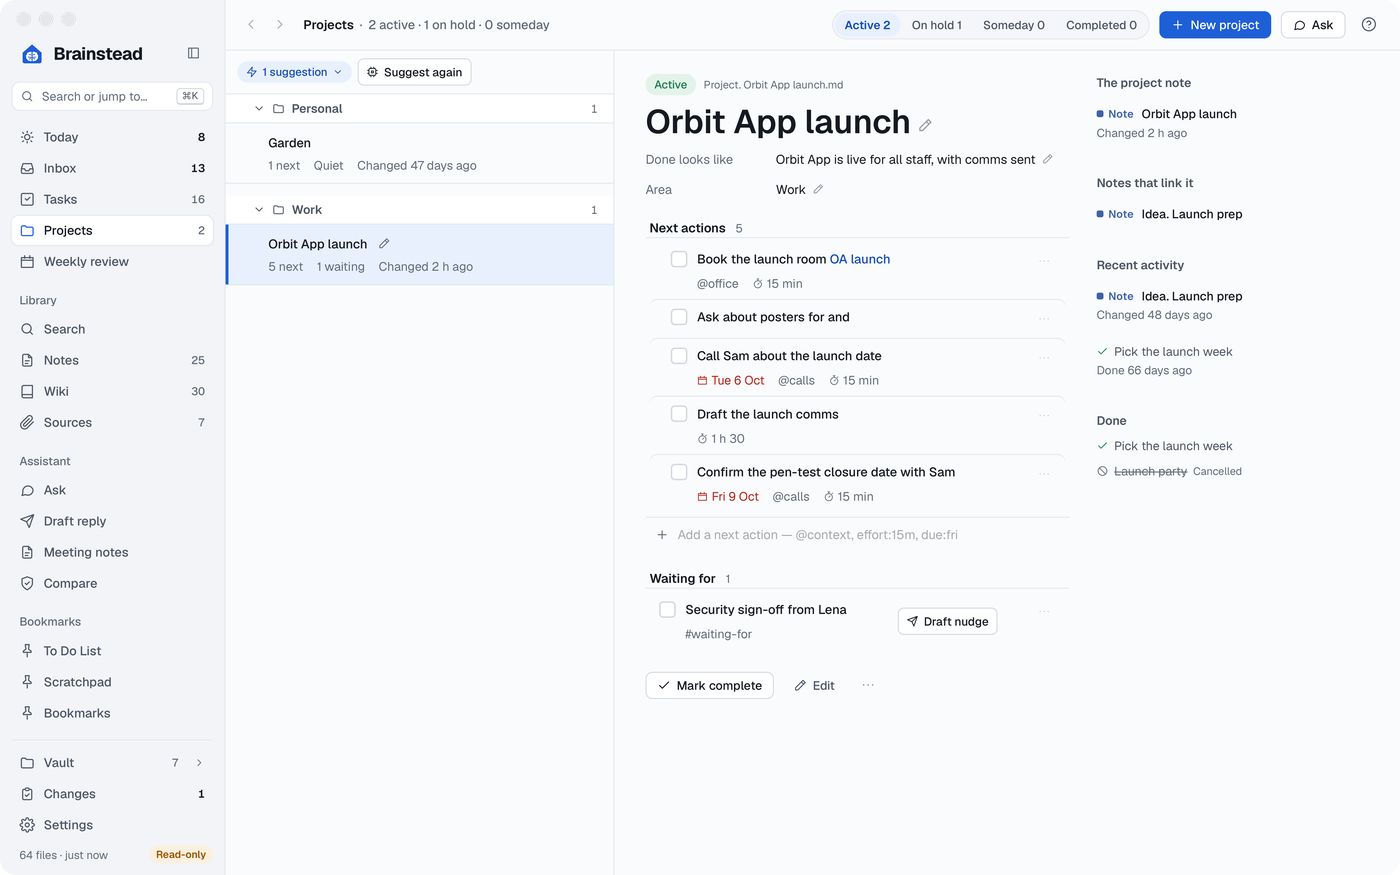 Brainstead
Search or jump to... ⌘K
Today 8
Inbox 13
Tasks 16
Projects 2
Weekly review
Library
Search
Notes 25
Wiki 30
Sources 7
Assistant
Ask
Draft reply
Meeting notes
Compare
Bookmarks
To Do List
Scratchpad
Bookmarks
Vault 7
Changes 1
Settings
64 files · just now Read-only
Projects · 2 active · 1 on hold · 0 someday
Active 2 On hold 1 Someday 0 Completed 0
New project
Ask
1 suggestion
Suggest again
Personal 1
Garden
1 next Quiet Changed 47 days ago
Work 1
Orbit App launch
5 next 1 waiting Changed 2 h ago
Active Project. Orbit App launch.md
Orbit App launch
Done looks like Orbit App is live for all staff, with comms sent
Area Work
Next actions 5
Book the launch room OA launch
@office 15 min
Ask about posters for and
Call Sam about the launch date
Tue 6 Oct @calls 15 min
Draft the launch comms
1 h 30
Confirm the pen-test closure date with Sam
Fri 9 Oct @calls 15 min
Add a next action — @context, effort:15m, due:fri
Waiting for 1
Security sign-off from Lena
#waiting-for
Draft nudge
Mark complete
Edit
The project note
Note Orbit App launch
Changed 2 h ago
Notes that link it
Note Idea. Launch prep
Recent activity
Note Idea. Launch prep
Changed 48 days ago
Pick the launch week
Done 66 days ago
Done
Pick the launch week
Launch party Cancelled